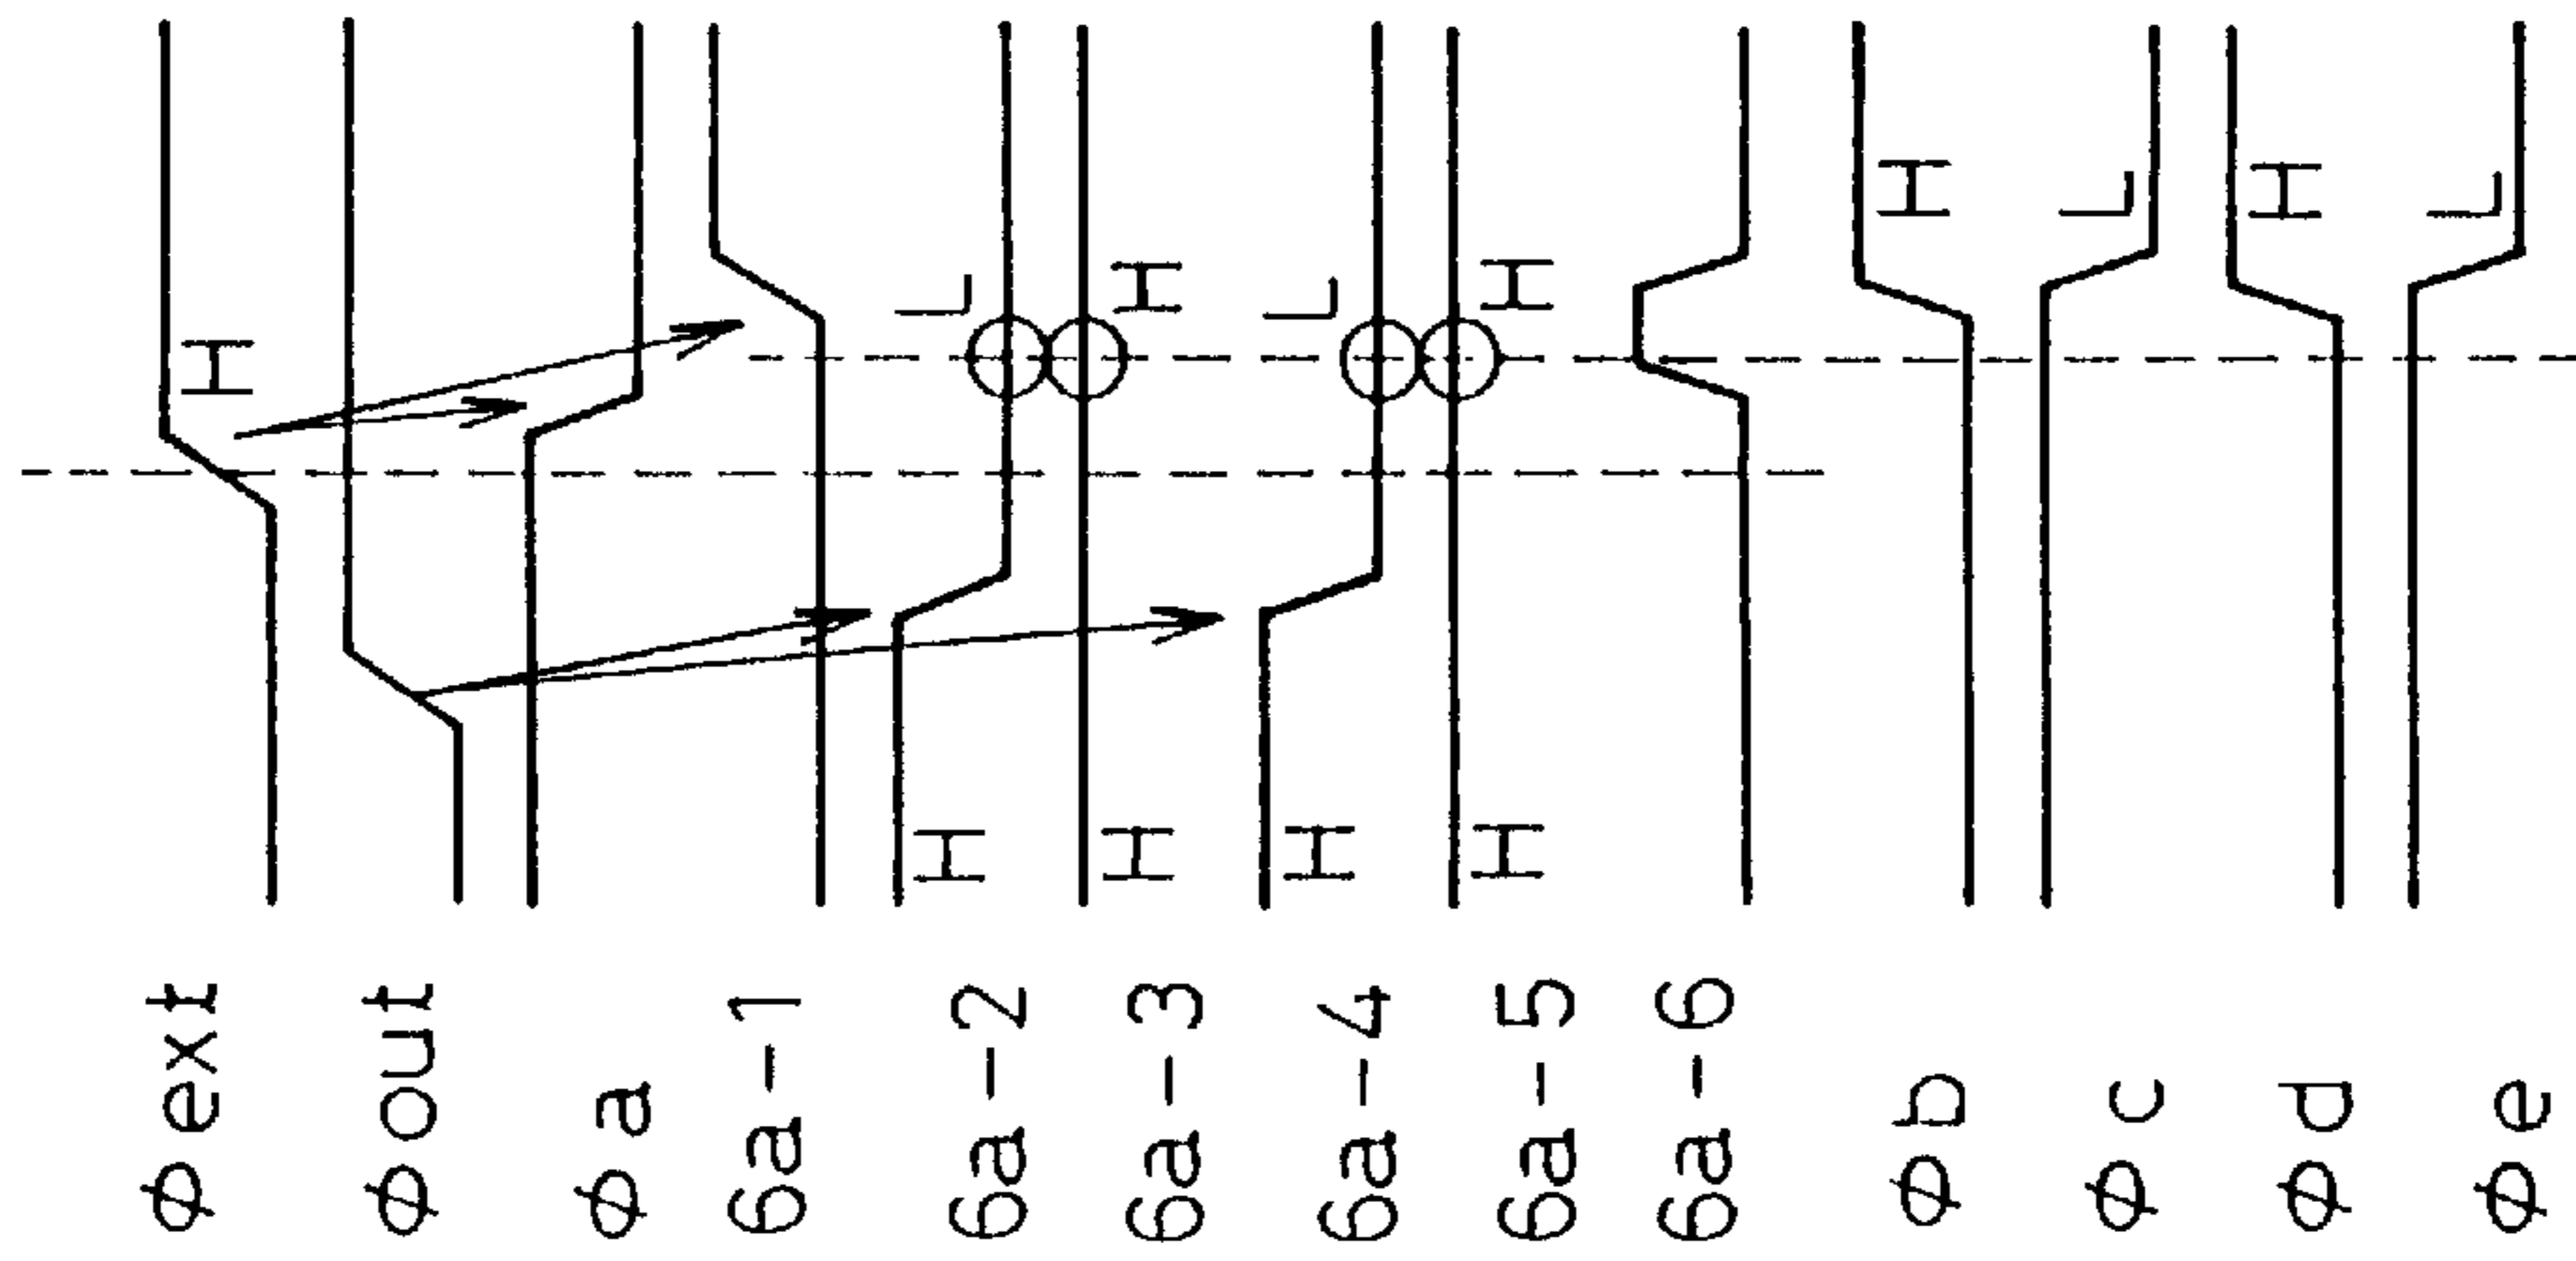 φext H
φout
φa
6a-1
6a-2 H L
6a-3 H H
6a-4 H L
6a-5 H H
6a-6
φb H
φc L
φd H
φe L